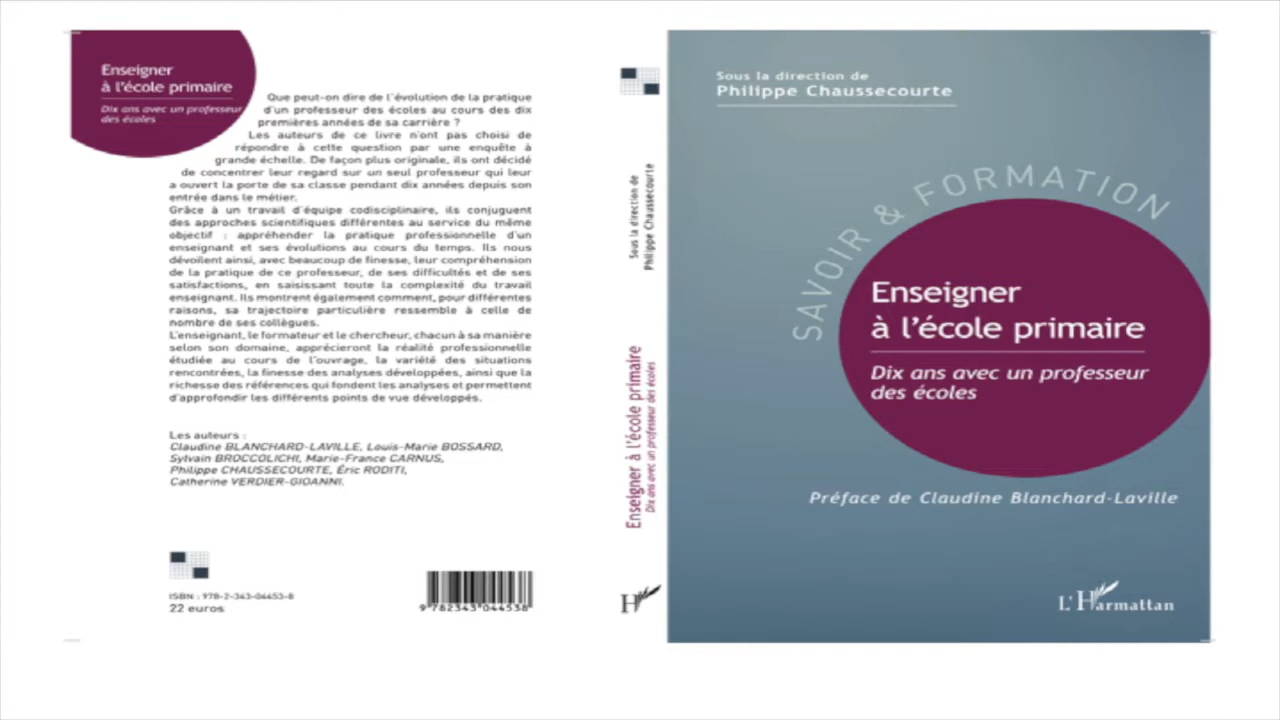 Enseigner
à l'école primaire
Dix ans avec un professeur
des écoles
Que peut-on dire de l'évolution de la pratique
d'un professeur des écoles au cours des dix
premières années de sa carrière ?
Les auteurs de ce livre n'ont pas choisi de
répondre à cette question par une enquête à
grande échelle. De façon plus originale, ils ont décidé
de concentrer leur regard sur un seul professeur qui leur
a ouvert la porte de sa classe pendant dix années depuis son
entrée dans le métier.
Grâce à un travail d'équipe codisciplinaire, ils conjuguent
des approches scientifiques différentes au service du même
objectif : appréhender la pratique professionnelle d'un
enseignant et ses évolutions au cours du temps. Ils nous
dévoilent ainsi, avec beaucoup de finesse, leur compréhension
de la pratique de ce professeur, de ses difficultés et de ses
satisfactions, en saisissant toute la complexité du travail
enseignant. Ils montrent également comment, pour différentes
raisons, sa trajectoire particulière ressemble à celle de
nombre de ses collègues.
L'enseignant, le formateur et le chercheur, chacun à sa manière
selon son domaine, apprécieront la réalité professionnelle
étudiée au cours de l'ouvrage, la variété des situations
rencontrées, la finesse des analyses développées, ainsi que la
richesse des références qui fondent les analyses et permettent
d'approfondir les différents points de vue développés.
Les auteurs :
Claudine BLANCHARD-LAVILLE, Louis-Marie BOSSARD,
Sylvain BROCCOLICHI, Marie-France CARNUS,
Philippe CHAUSSECOURTE, Éric RODITI,
Catherine VERDIER-GIOANNI.
ISBN : 978-2-343-04453-8
22 euros
9 782343 044538
Sous la direction de
Philippe Chaussecourte
Enseigner à l'école primaire
Dix ans avec un professeur des écoles
H
Sous la direction de
Philippe Chaussecourte
SAVOIR & FORMATION
Enseigner
à l'école primaire
Dix ans avec un professeur
des écoles
Préface de Claudine Blanchard-Laville
L'Harmattan